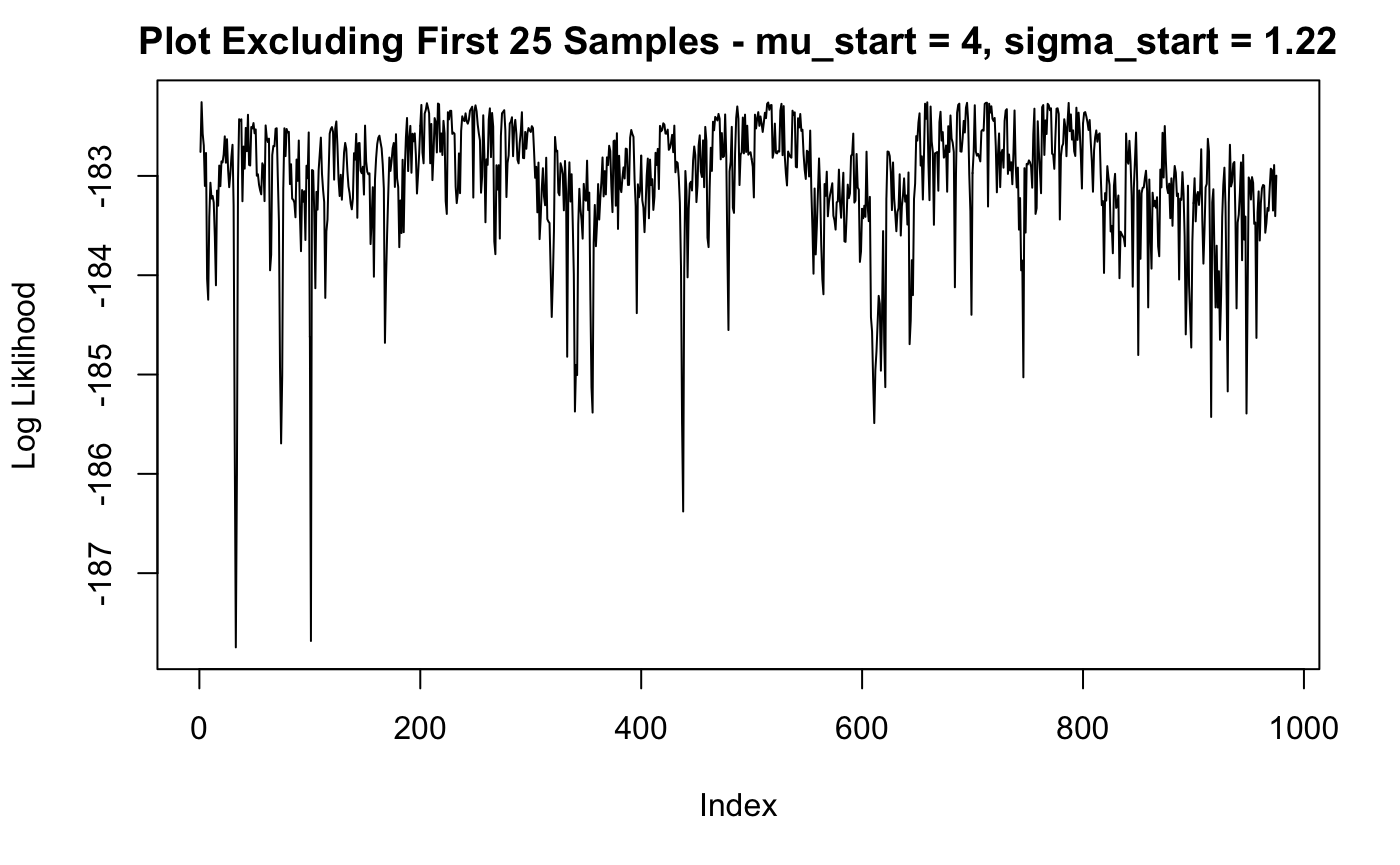 Plot Excluding First 25 Samples - mu_start = 4, sigma_start = 1.22
Log Liklihood
-183
-184
-185
-186
-187
0 200 400 600 800 1000
Index